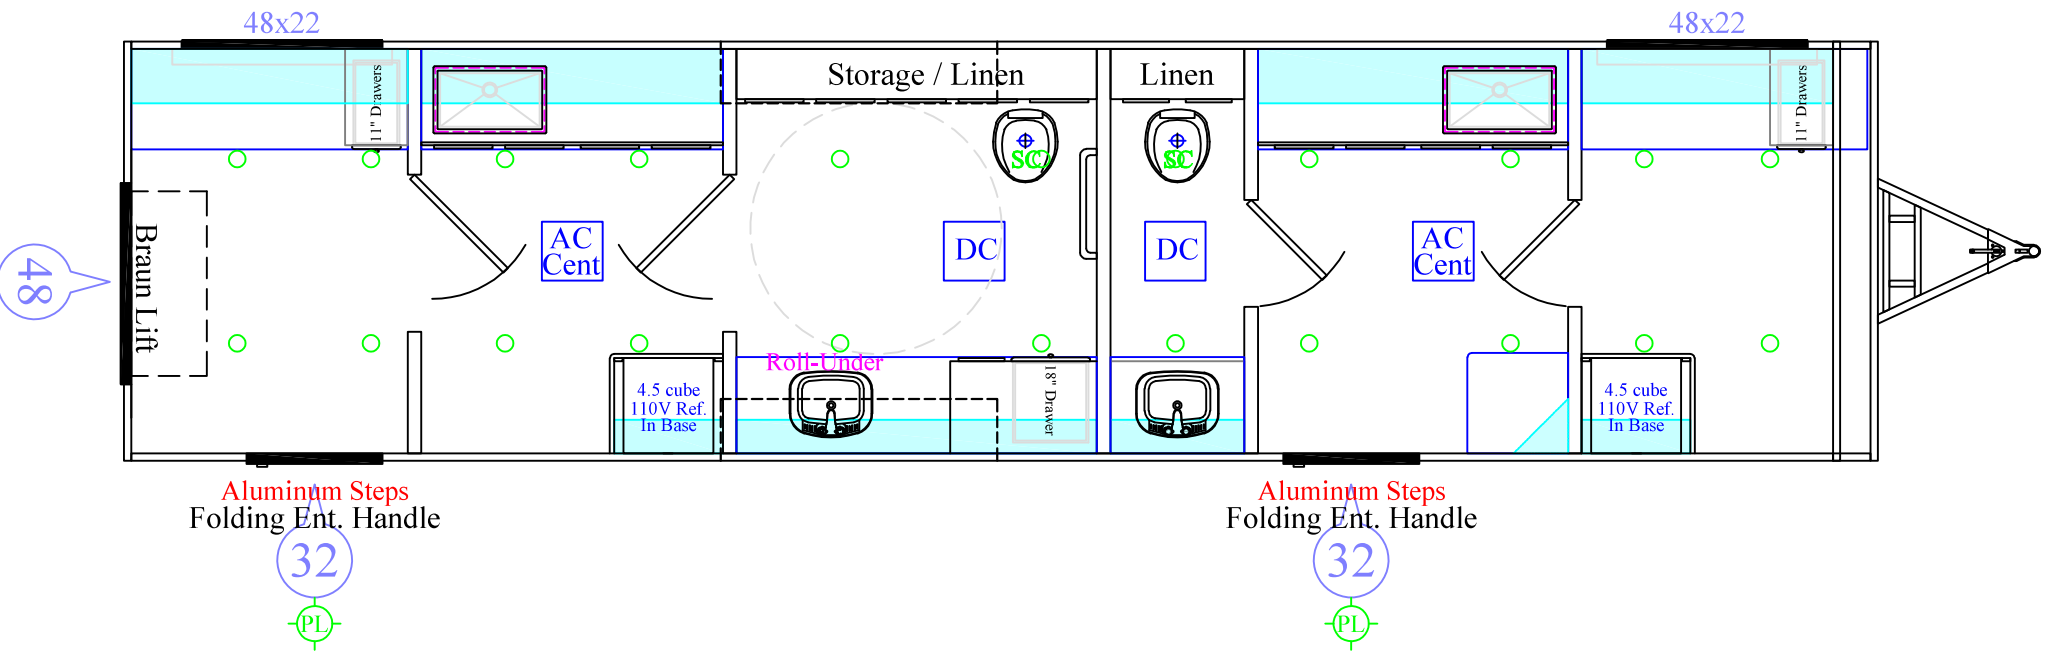 48x22
48x22
11" Drawers
Storage / Linen
Linen
11" Drawers
SC
SC
Braun Lift
AC
Cent
DC
DC
AC
Cent
48
Roll-Under
4.5 cube
110V Ref.
In Base
18" Drawer
4.5 cube
110V Ref.
In Base
Aluminum Steps
Folding Ent. Handle
Aluminum Steps
Folding Ent. Handle
32
32
PL
PL